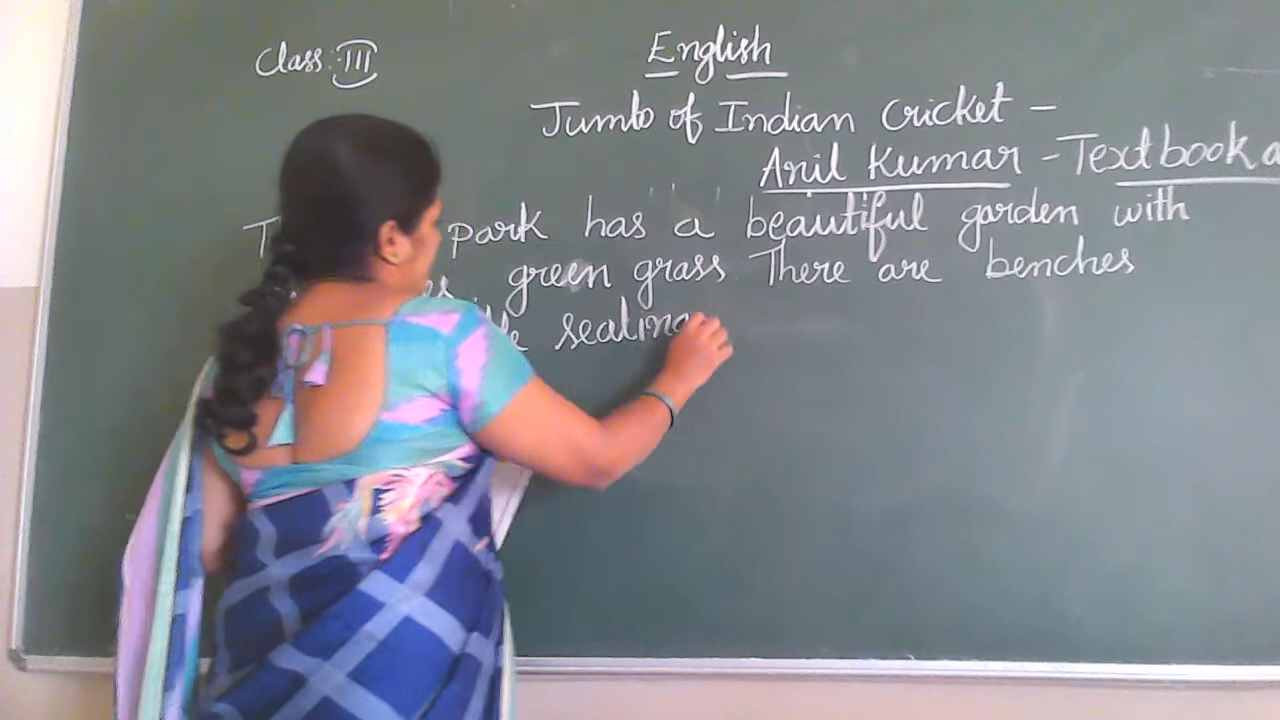 Class: III
English
Jumbo of Indian Cricket -
Anil Kumar - Textbook
park has a beautiful garden with
green grass There are benches
seating